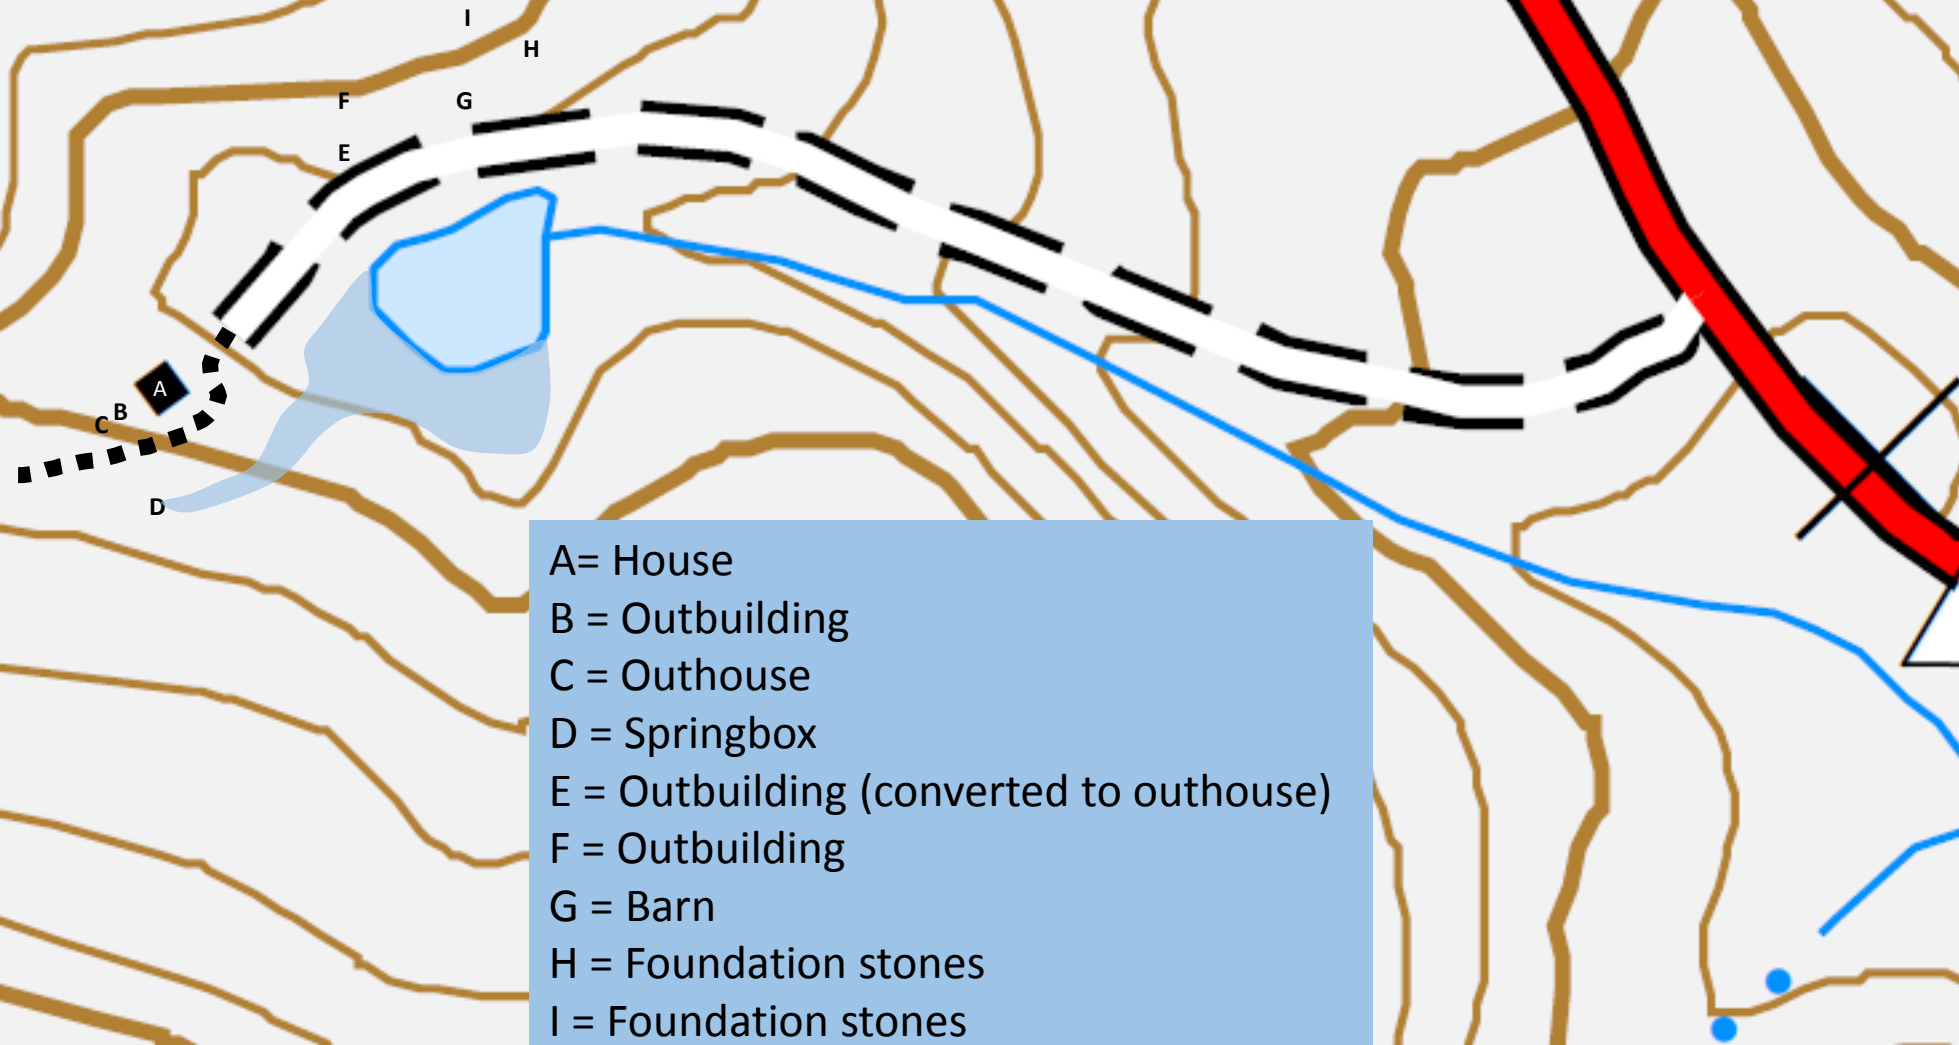 I
H
F
G
E
A
B
C
D
A= House
B = Outbuilding
C = Outhouse
D = Springbox
E = Outbuilding (converted to outhouse)
F = Outbuilding
G = Barn
H = Foundation stones
I = Foundation stones